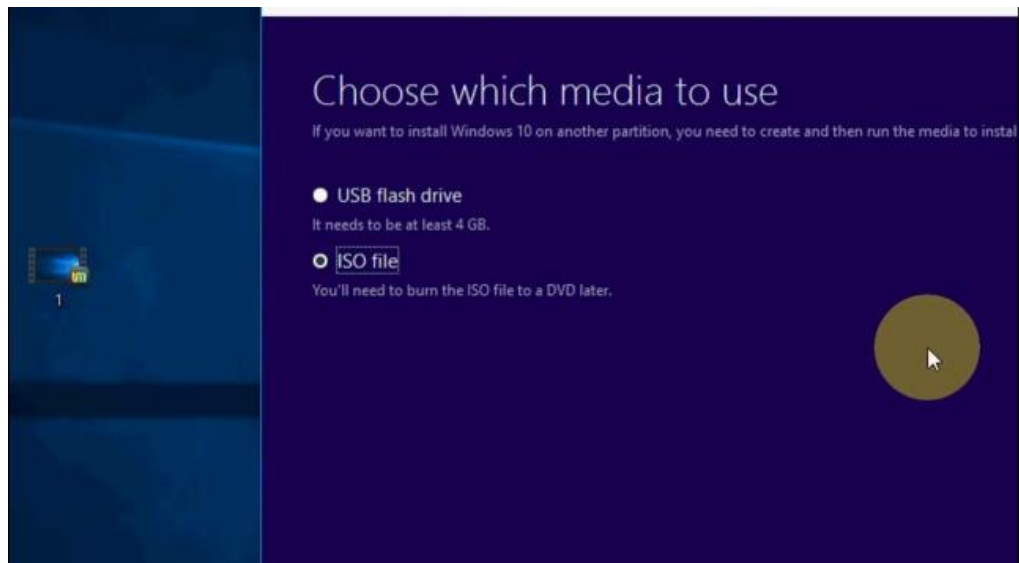 Choose which media to use
If you want to install Windows 10 on another partition, you need to create and then run the media to instal
USB flash drive
It needs to be at least 4 GB.
ISO file
You'll need to burn the ISO file to a DVD later.
1